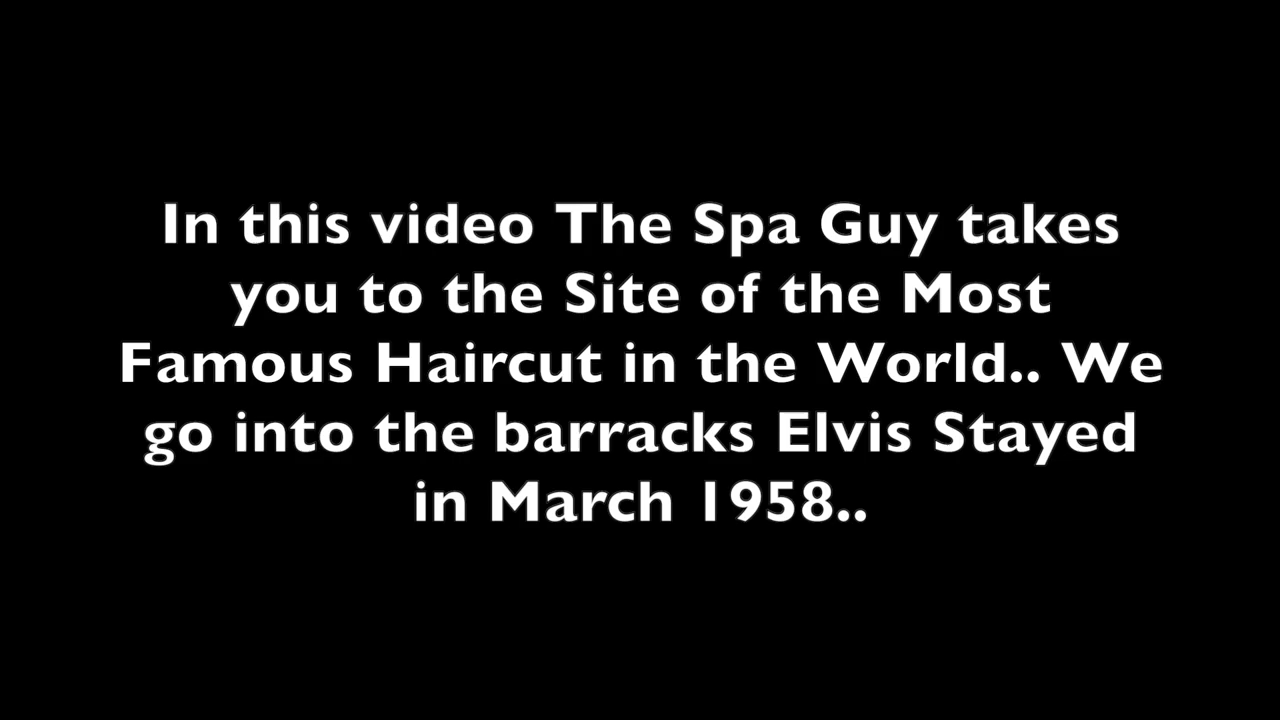 In this video The Spa Guy takes
you to the Site of the Most
Famous Haircut in the World.. We
go into the barracks Elvis Stayed
in March 1958..